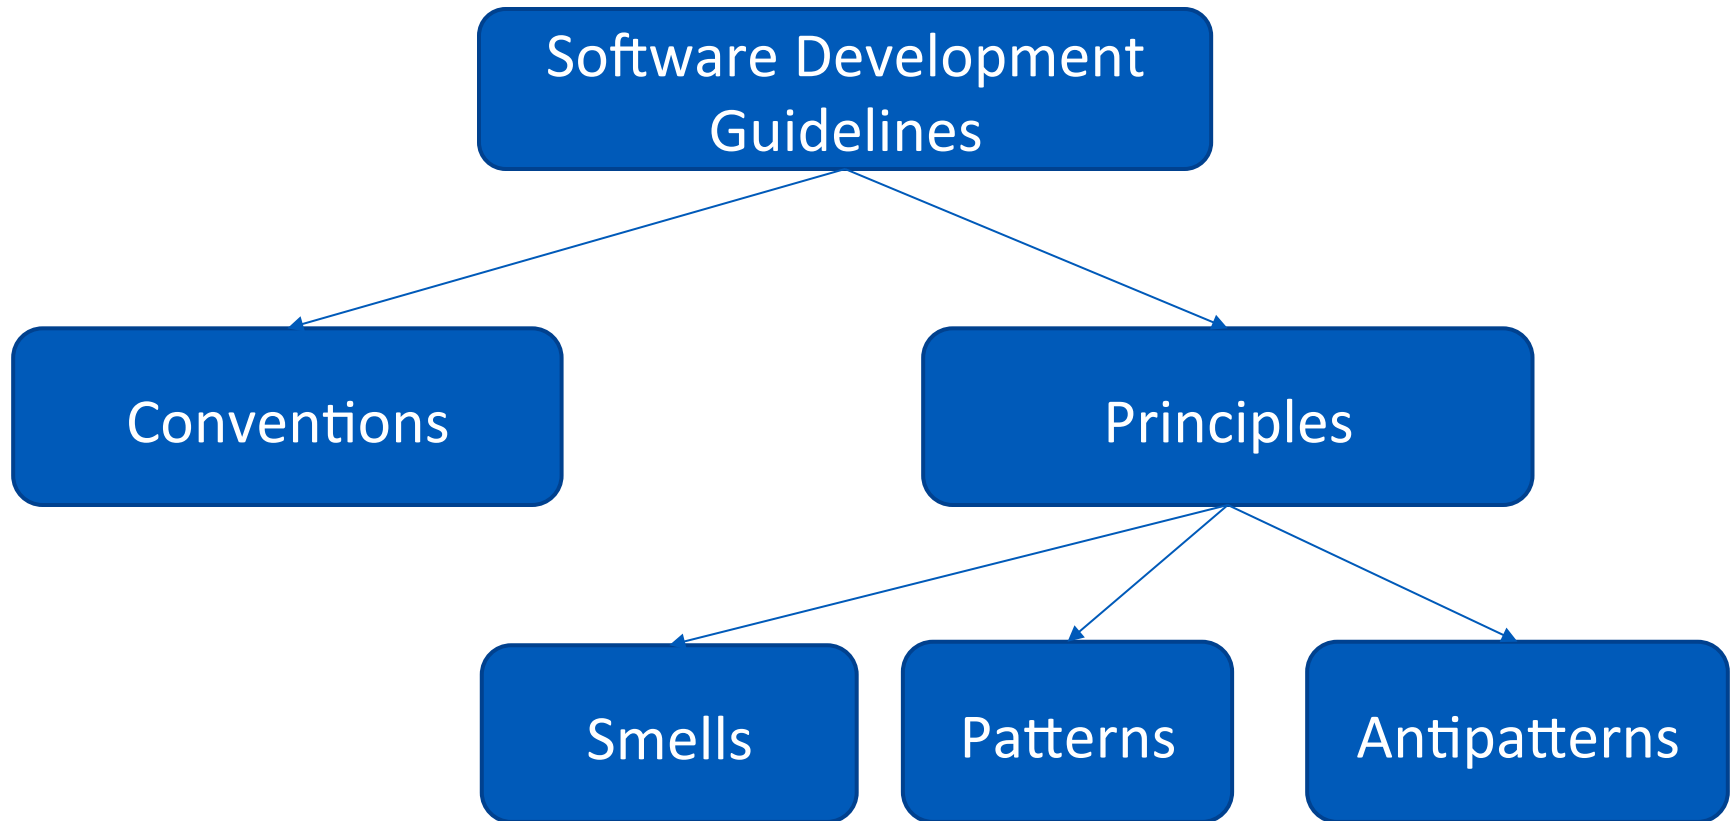 Software Development
Guidelines
Conventions
Principles
Smells
Patterns
Antipatterns